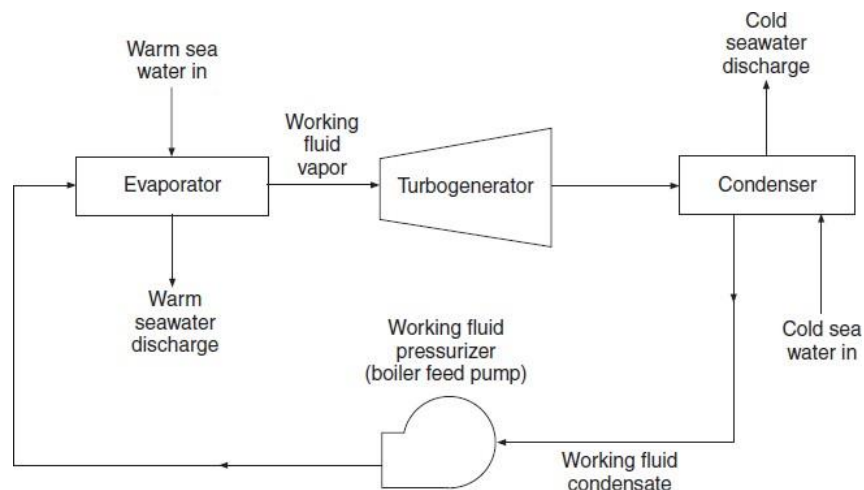 Warm sea
water in
Working
fluid
vapor
Cold
seawater
discharge
Evaporator
Turbogenerator
Condenser
Warm
seawater
discharge
Working fluid
pressurizer
(boiler feed pump)
Cold sea
water in
Working fluid
condensate